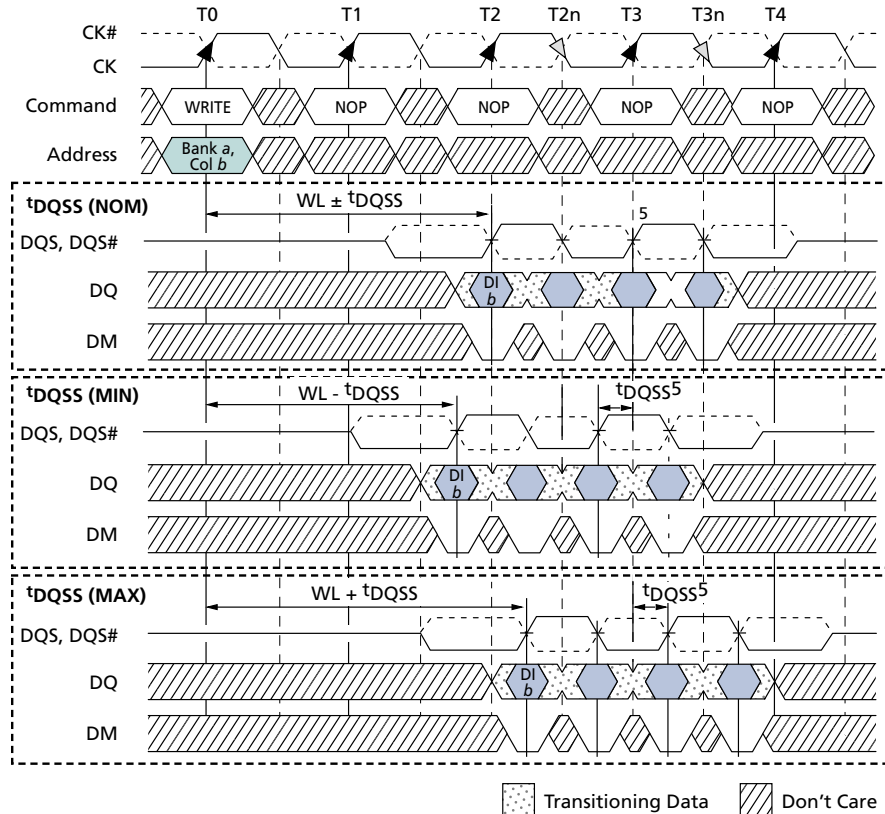 T0 T1 T2 T2n T3 T3n T4
CK#
CK
Command WRITE NOP NOP NOP NOP
Address Bank a,
Col b
tDQSS (NOM) WL ± tDQSS
5
DQS, DQS#
DQ DI
b
DM
tDQSS (MIN) WL - tDQSS tDQSS5
DQS, DQS#
DQ DI
b
DM
tDQSS (MAX) WL + tDQSS tDQSS5
DQS, DQS#
DQ DI
b
DM
Transitioning Data Don't Care